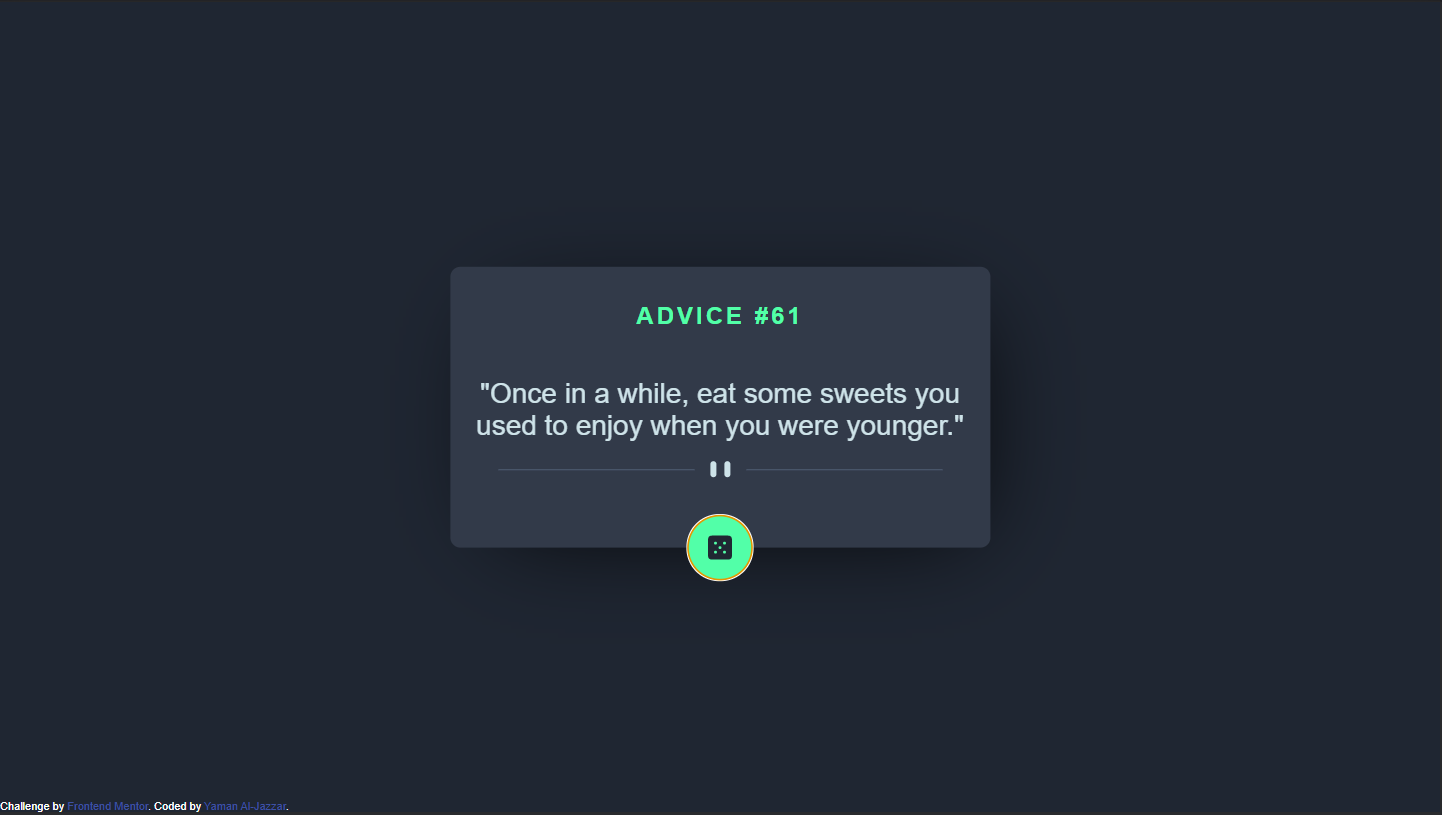 ADVICE #61
"Once in a while, eat some sweets you
used to enjoy when you were younger."
Challenge by Frontend Mentor. Coded by Yaman Al-Jazzar.